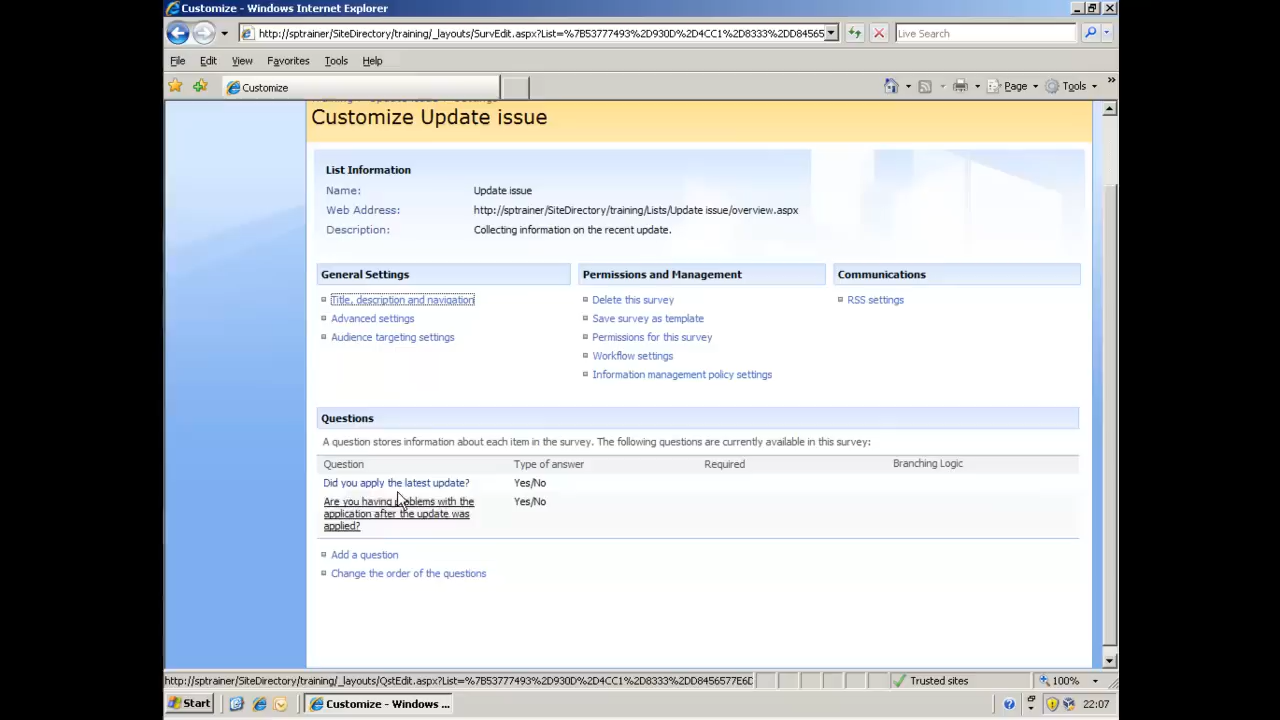 Customize - Windows Internet Explorer
http://sptrainer/SiteDirectory/training/_layouts/SurvEdit.aspx?List=%7B53777493%2D930D%2D4CC1%2D8333%2DD84565
Live Search
File Edit View Favorites Tools Help
Customize
Page Tools »
Customize Update issue
List Information
Name: Update issue
Web Address: http://sptrainer/SiteDirectory/training/Lists/Update issue/overview.aspx
Description: Collecting information on the recent update.
General Settings Permissions and Management Communications
Title, description and navigation Delete this survey RSS settings
Advanced settings Save survey as template
Audience targeting settings Permissions for this survey
Workflow settings
Information management policy settings
Questions
A question stores information about each item in the survey. The following questions are currently available in this survey:
Question Type of answer Required Branching Logic
Did you apply the latest update? Yes/No
Are you having problems with the Yes/No
application after the update was
applied?
Add a question
Change the order of the questions
http://sptrainer/SiteDirectory/training/_layouts/QstEdit.aspx?List=%7B53777493%2D930D%2D4CC1%2D8333%2DD8456577E6D Trusted sites 100%
Start Customize - Windows ... 22:07